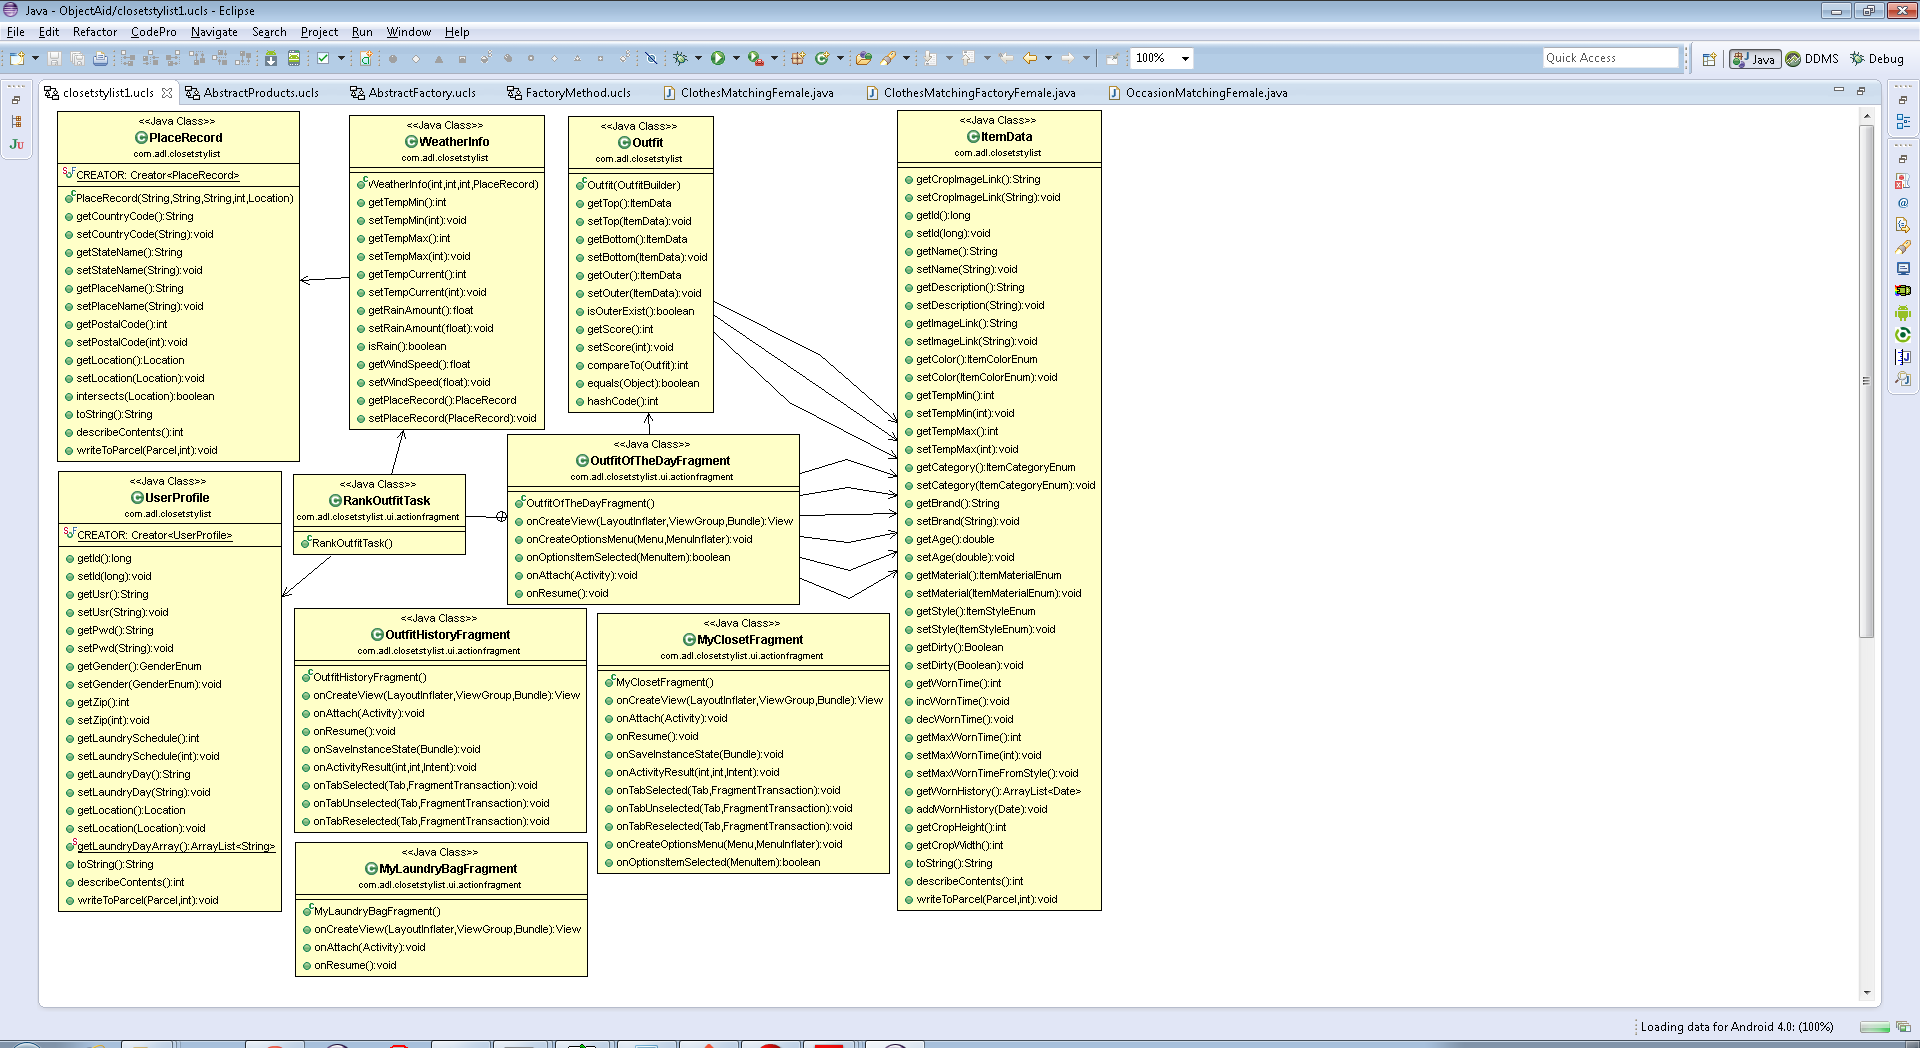 Java - ObjectAid/closetstylist1.ucls - Eclipse
File Edit Refactor CodePro Navigate Search Project Run Window Help
100%
Quick Access
Java
DDMS
Debug
closetstylist1.ucls
AbstractProducts.ucls
AbstractFactory.ucls
FactoryMethod.ucls
ClothesMatchingFemale.java
ClothesMatchingFactoryFemale.java
OccasionMatchingFemale.java
<<Java Class>>
PlaceRecord
com.adl.closetstylist
CREATOR: Creator<PlaceRecord>
PlaceRecord(String,String,String,int,Location)
getCountryCode():String
setCountryCode(String):void
getStateName():String
setStateName(String):void
getPlaceName():String
setPlaceName(String):void
getPostalCode():int
setPostalCode(int):void
getLocation():Location
setLocation(Location):void
intersects(Location):boolean
toString():String
describeContents():int
writeToParcel(Parcel,int):void
<<Java Class>>
WeatherInfo
com.adl.closetstylist
WeatherInfo(int,int,int,PlaceRecord)
getTempMin():int
setTempMin(int):void
getTempMax():int
setTempMax(int):void
getTempCurrent():int
setTempCurrent(int):void
getRainAmount():float
setRainAmount(float):void
isRain():boolean
getWindSpeed():float
setWindSpeed(float):void
getPlaceRecord():PlaceRecord
setPlaceRecord(PlaceRecord):void
<<Java Class>>
Outfit
com.adl.closetstylist
Outfit(OutfitBuilder)
getTop():ItemData
setTop(ItemData):void
getBottom():ItemData
setBottom(ItemData):void
getOuter():ItemData
setOuter(ItemData):void
isOuterExist():boolean
getScore():int
setScore(int):void
compareTo(Outfit):int
equals(Object):boolean
hashCode():int
<<Java Class>>
ItemData
com.adl.closetstylist
getCropImageLink():String
setCropImageLink(String):void
getId():long
setId(long):void
getName():String
setName(String):void
getDescription():String
setDescription(String):void
getImageLink():String
setImageLink(String):void
getColor():ItemColorEnum
setColor(ItemColorEnum):void
getTempMin():int
setTempMin(int):void
getTempMax():int
setTempMax(int):void
getCategory():ItemCategoryEnum
setCategory(ItemCategoryEnum):void
getBrand():String
setBrand(String):void
getAge():double
setAge(double):void
getMaterial():ItemMaterialEnum
setMaterial(ItemMaterialEnum):void
getStyle():ItemStyleEnum
setStyle(ItemStyleEnum):void
getDirty():Boolean
setDirty(Boolean):void
getWornTime():int
incWornTime():void
decWornTime():void
getMaxWornTime():int
setMaxWornTime(int):void
setMaxWornTimeFromStyle():void
getWornHistory():ArrayList<Date>
addWornHistory(Date):void
getCropHeight():int
getCropWidth():int
toString():String
describeContents():int
writeToParcel(Parcel,int):void
<<Java Class>>
UserProfile
com.adl.closetstylist
CREATOR: Creator<UserProfile>
getId():long
setId(long):void
getUsr():String
setUsr(String):void
getPwd():String
setPwd(String):void
getGender():GenderEnum
setGender(GenderEnum):void
getZip():int
setZip(int):void
getLaundrySchedule():int
setLaundrySchedule(int):void
getLaundryDay():String
setLaundryDay(String):void
getLocation():Location
setLocation(Location):void
getLaundryDayArray():ArrayList<String>
toString():String
describeContents():int
writeToParcel(Parcel,int):void
<<Java Class>>
RankOutfitTask
com.adl.closetstylist.ui.actionfragment
RankOutfitTask()
<<Java Class>>
OutfitOfTheDayFragment
com.adl.closetstylist.ui.actionfragment
OutfitOfTheDayFragment()
onCreateView(LayoutInflater,ViewGroup,Bundle):View
onCreateOptionsMenu(Menu,MenuInflater):void
onOptionsItemSelected(MenuItem):boolean
onAttach(Activity):void
onResume():void
<<Java Class>>
OutfitHistoryFragment
com.adl.closetstylist.ui.actionfragment
OutfitHistoryFragment()
onCreateView(LayoutInflater,ViewGroup,Bundle):View
onAttach(Activity):void
onResume():void
onSaveInstanceState(Bundle):void
onActivityResult(int,int,Intent):void
onTabSelected(Tab,FragmentTransaction):void
onTabUnselected(Tab,FragmentTransaction):void
onTabReselected(Tab,FragmentTransaction):void
<<Java Class>>
MyClosetFragment
com.adl.closetstylist.ui.actionfragment
MyClosetFragment()
onCreateView(LayoutInflater,ViewGroup,Bundle):View
onAttach(Activity):void
onResume():void
onSaveInstanceState(Bundle):void
onActivityResult(int,int,Intent):void
onTabSelected(Tab,FragmentTransaction):void
onTabUnselected(Tab,FragmentTransaction):void
onTabReselected(Tab,FragmentTransaction):void
onCreateOptionsMenu(Menu,MenuInflater):void
onOptionsItemSelected(MenuItem):boolean
<<Java Class>>
MyLaundryBagFragment
com.adl.closetstylist.ui.actionfragment
MyLaundryBagFragment()
onCreateView(LayoutInflater,ViewGroup,Bundle):View
onAttach(Activity):void
onResume():void
Loading data for Android 4.0: (100%)